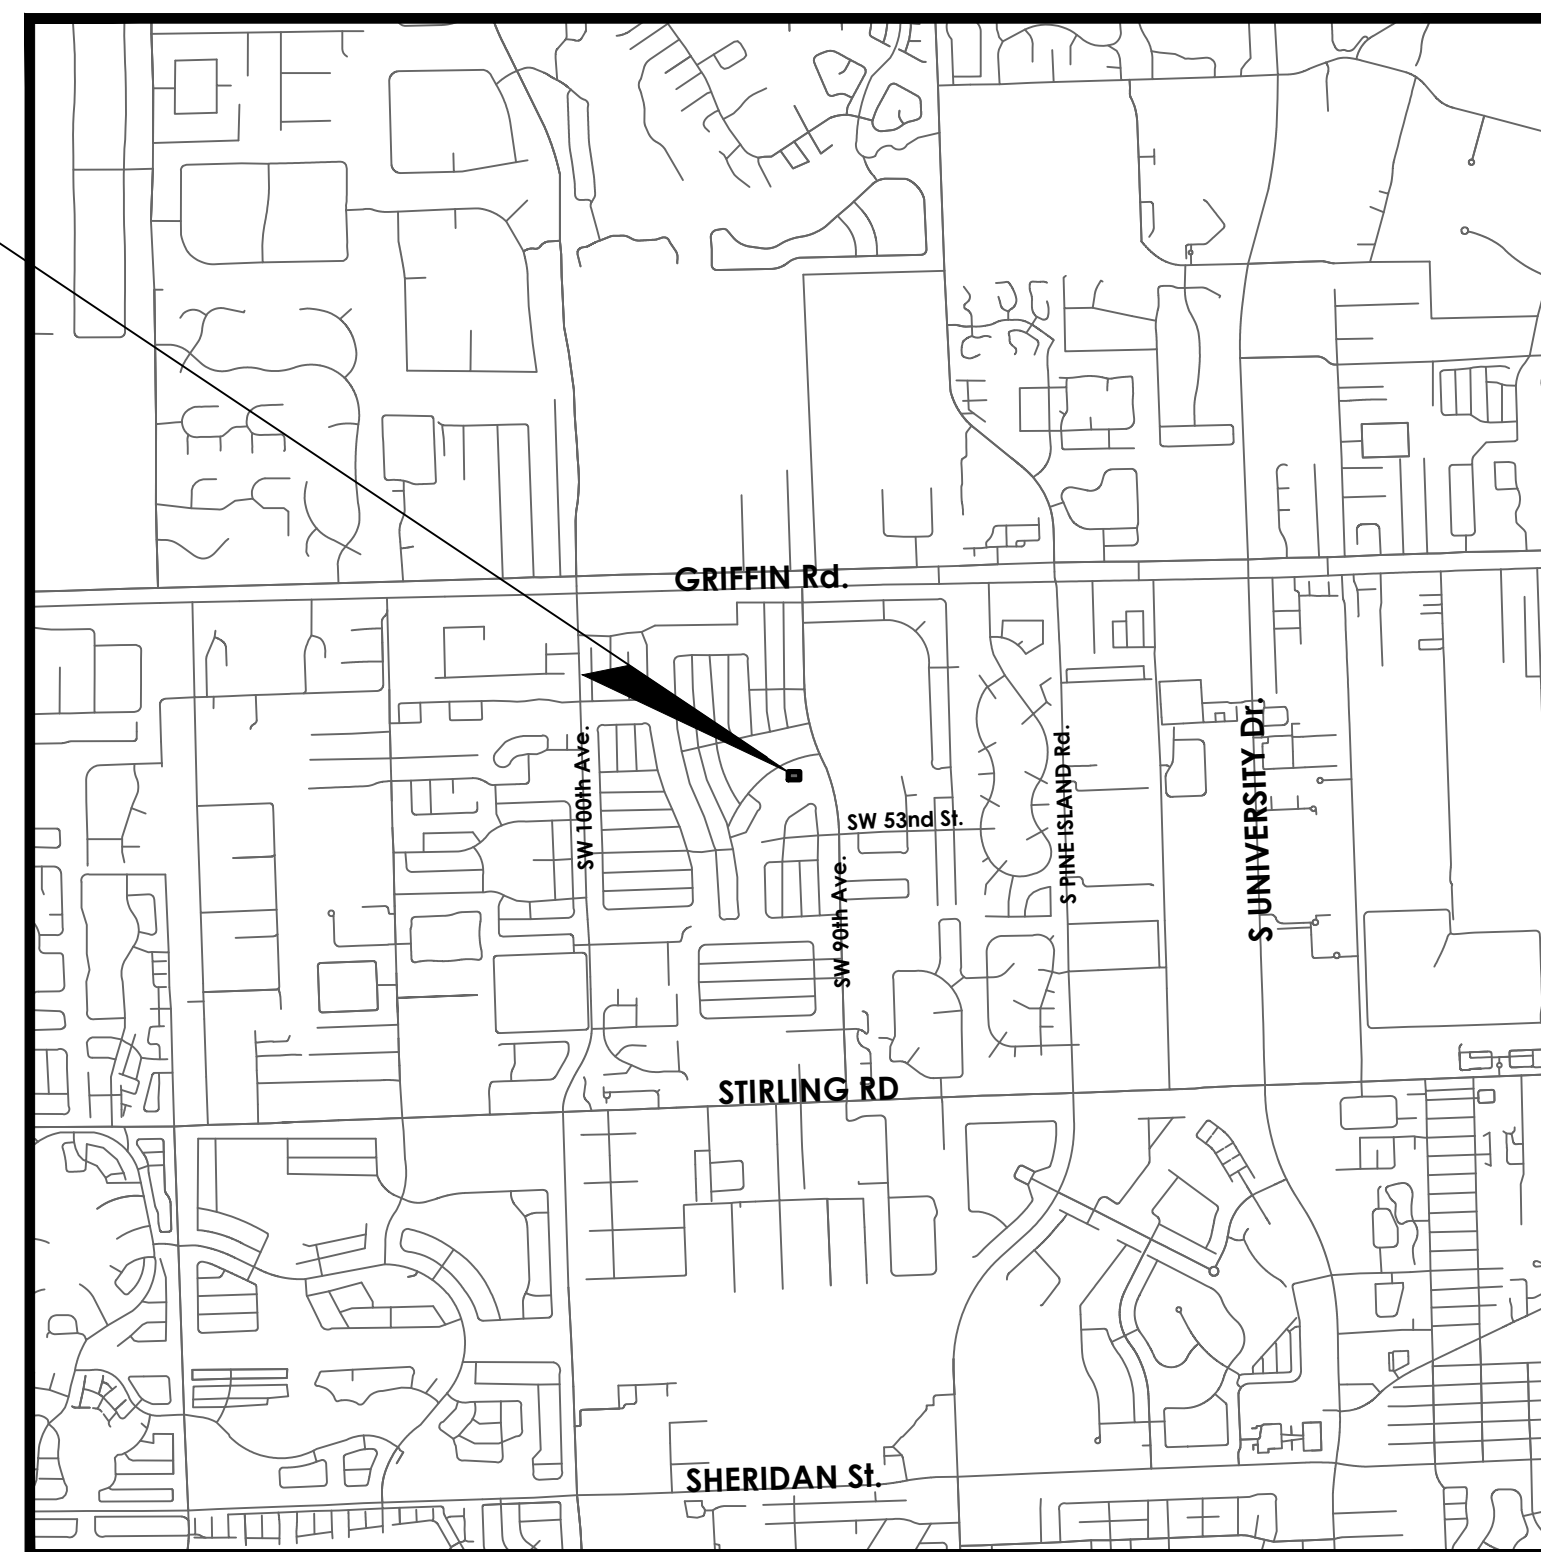 GRIFFIN Rd.
SW 100th Ave.
SW 53nd St.
S PINE ISLAND Rd.
S UNIVERSITY Dr.
SW 90th Ave.
STIRLING RD
SHERIDAN St.